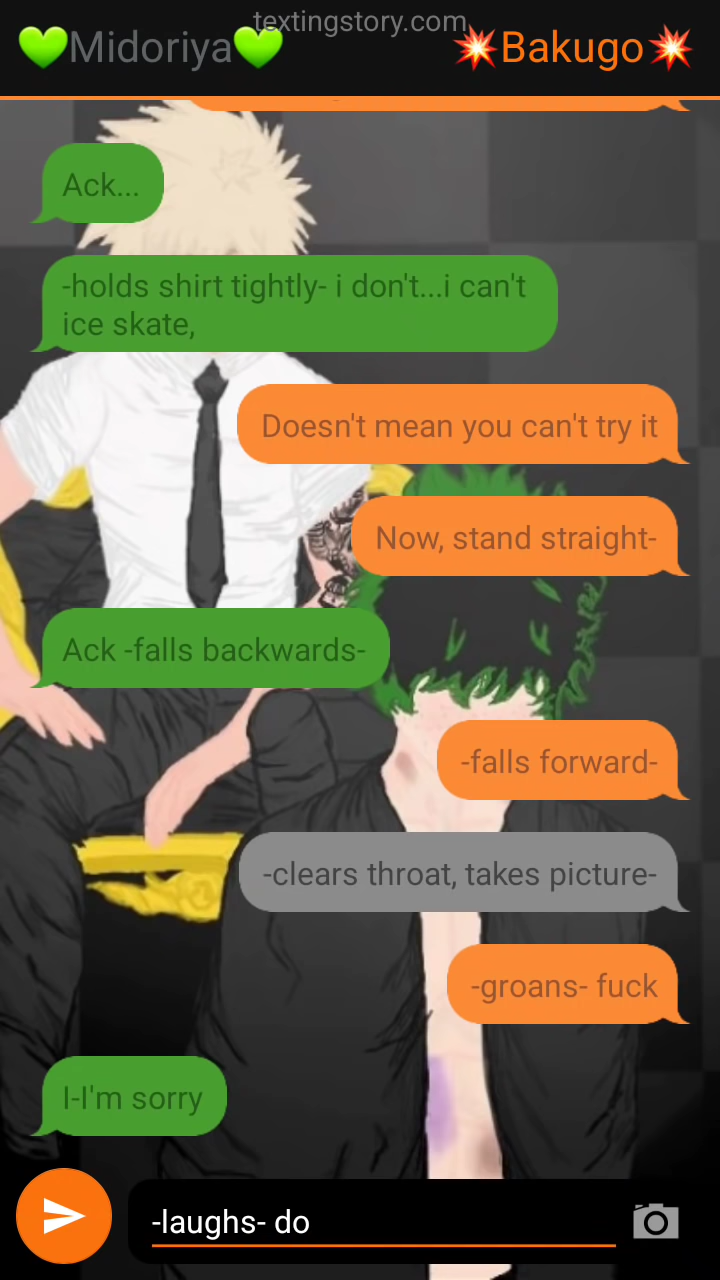 textingstory.com
💚Midoriya💚
💥Bakugo💥
Ack...
-holds shirt tightly- i don't...i can't
ice skate,
Doesn't mean you can't try it
Now, stand straight-
Ack -falls backwards-
-falls forward-
-clears throat, takes picture-
-groans- fuck
I-I'm sorry
-laughs- do